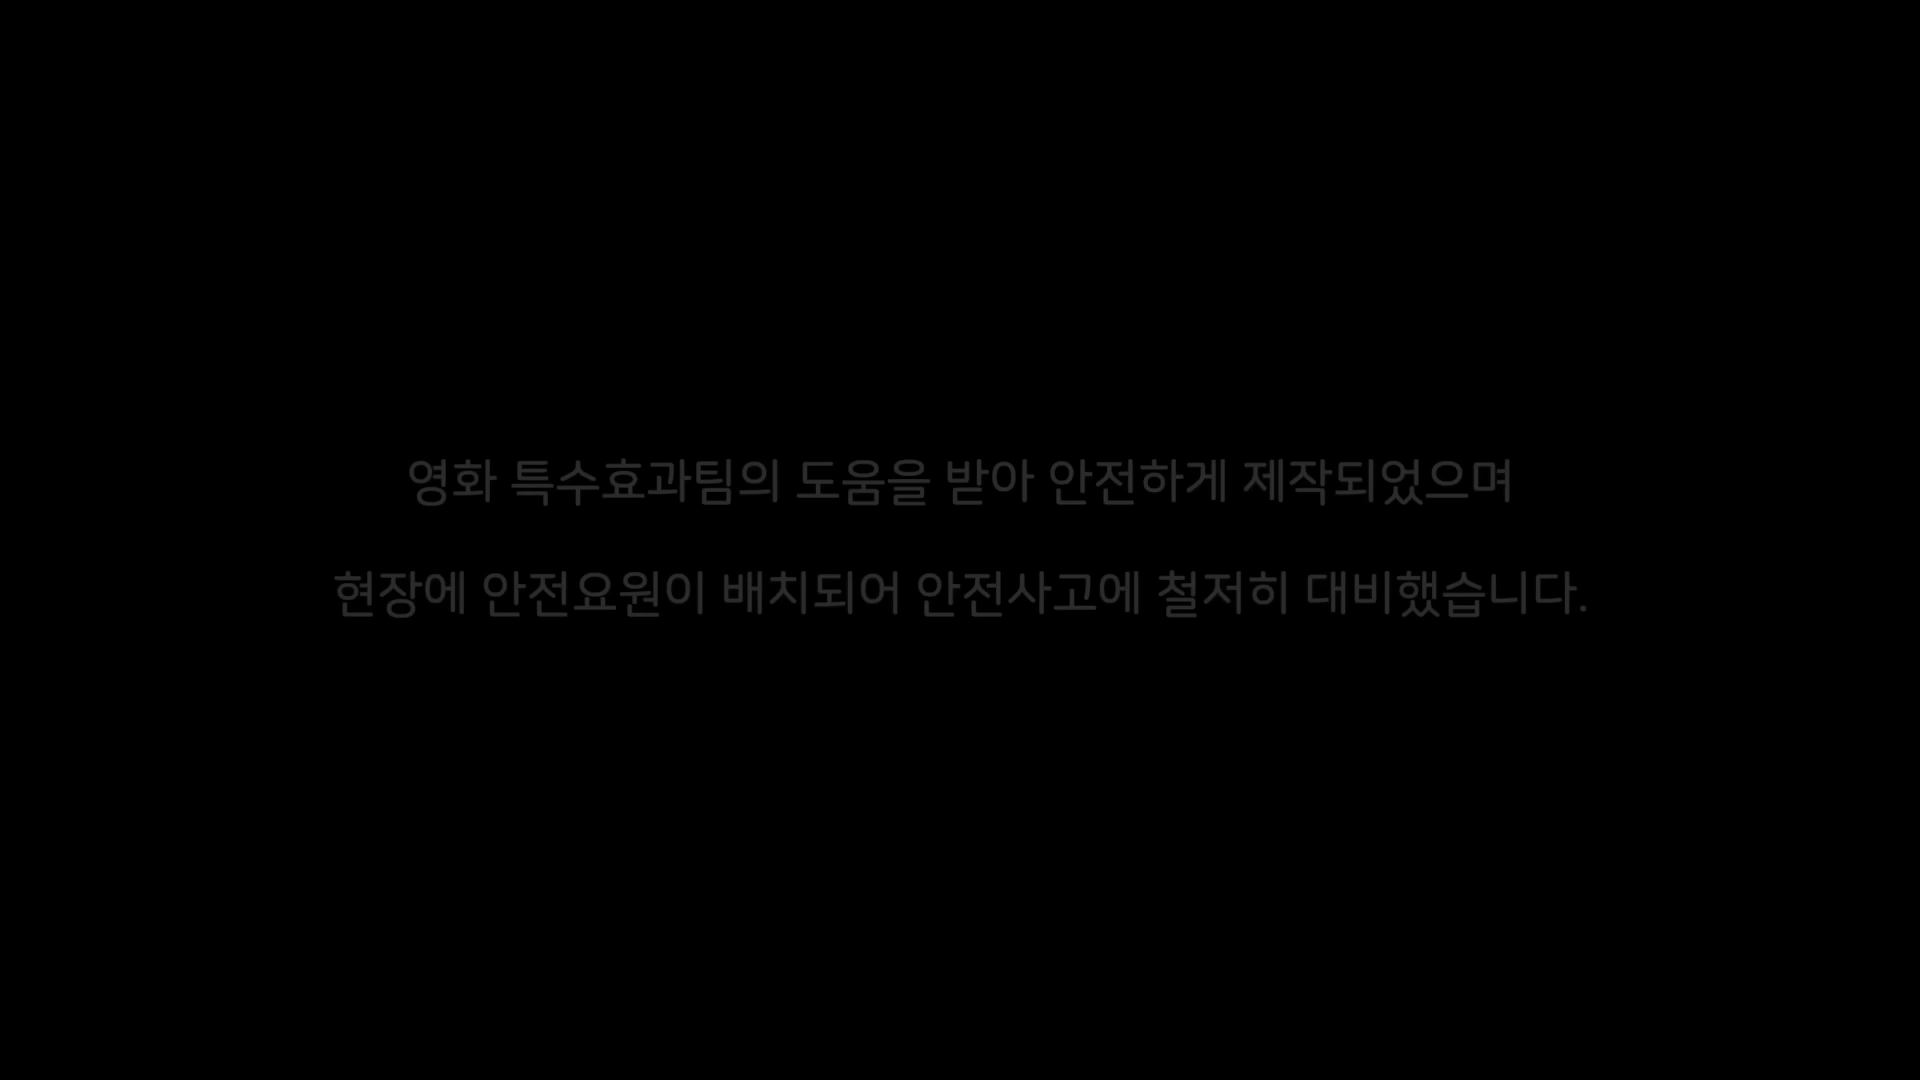 영화 특수효과팀의 도움을 받아 안전하게 제작되었으며
현장에 안전요원이 배치되어 안전사고에 철저히 대비했습니다.